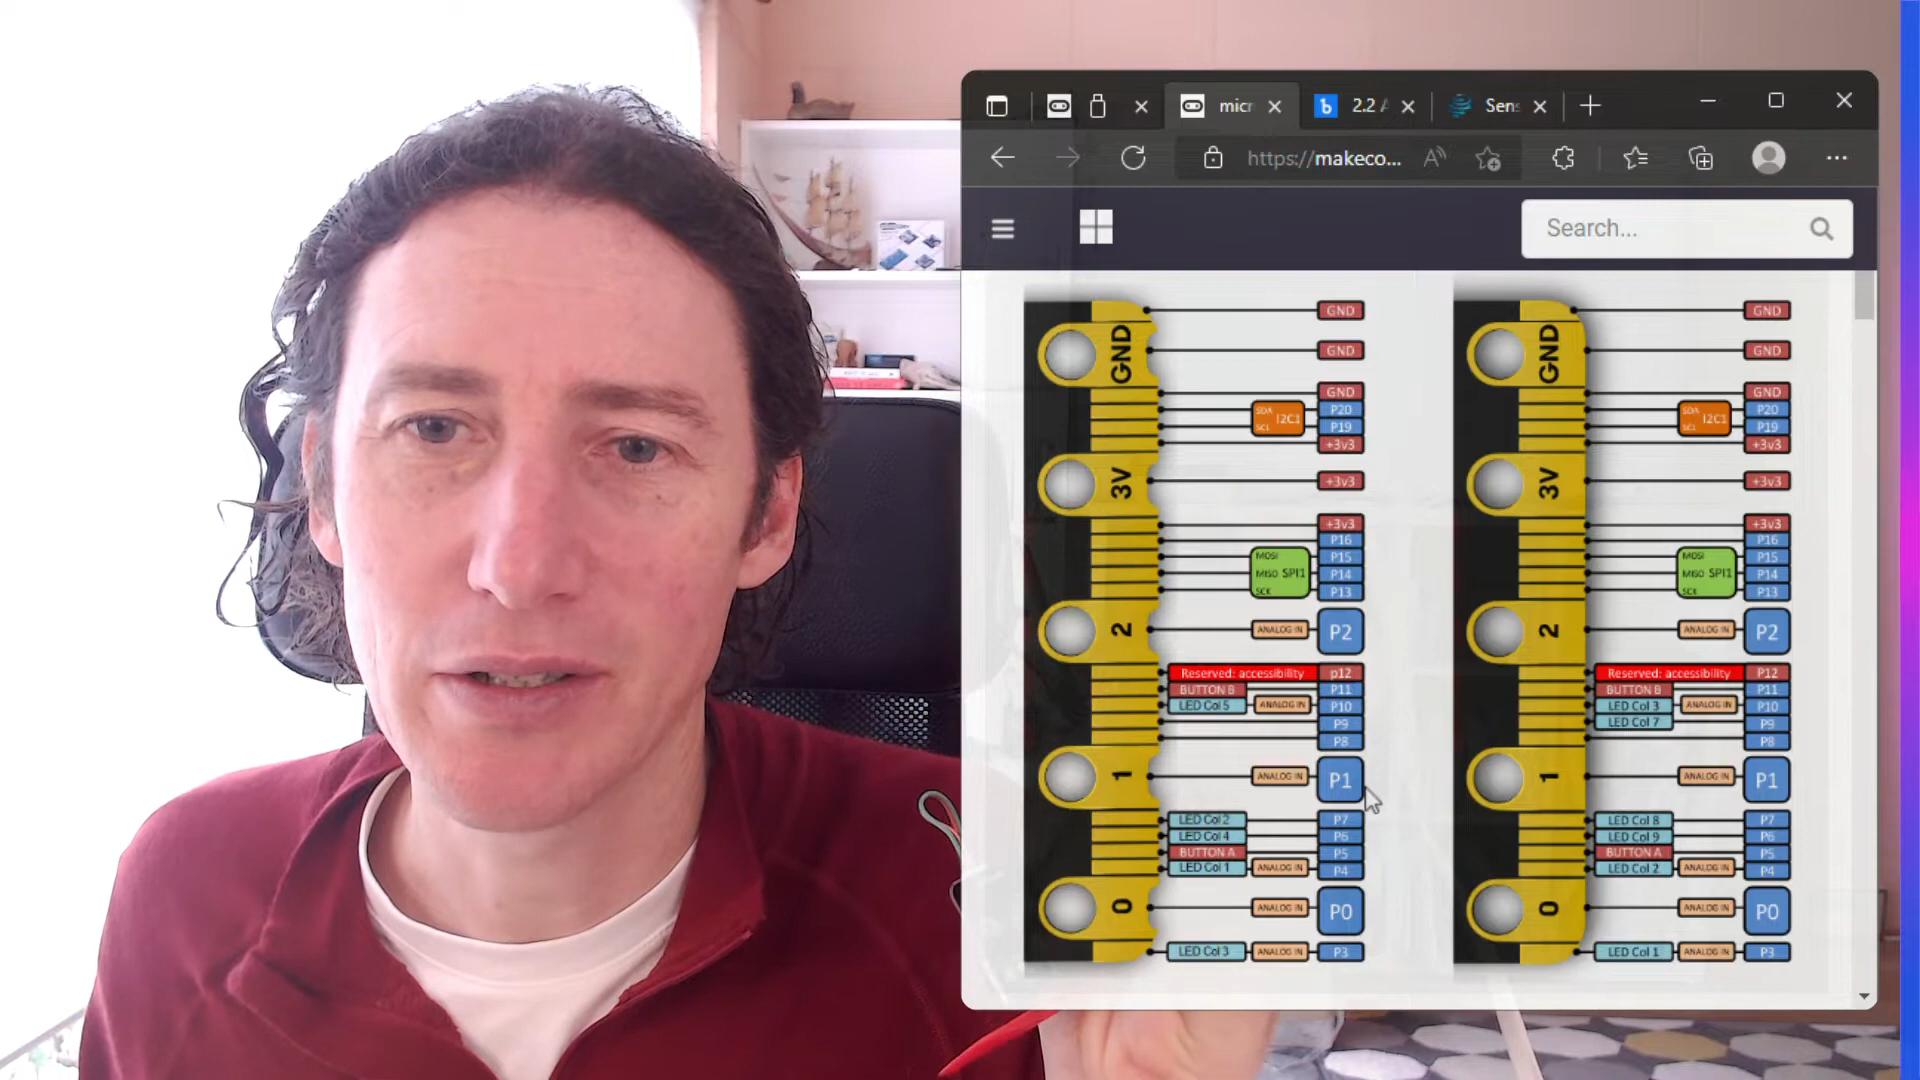 micr
2.2 A
Sens
https://makeco...
Search...
GND
GND
GND
GND
SDA
SCL
I2C1
P20
P19
+3v3
3V
+3v3
+3v3
P16
MOSI
MISO SPI1
SCK
P15
P14
P13
2
ANALOG IN
P2
Reserved: accessibility
p12
BUTTON B
P11
LED Col 5
ANALOG IN
P10
P9
P8
1
ANALOG IN
P1
LED Col 2
P7
LED Col 4
P6
BUTTON A
P5
LED Col 1
ANALOG IN
P4
0
ANALOG IN
P0
LED Col 3
ANALOG IN
P3
GND
GND
GND
GND
SDA
SCL
I2C1
P20
P19
+3v3
3V
+3v3
+3v3
P16
MOSI
MISO SPI1
SCK
P15
P14
P13
2
ANALOG IN
P2
Reserved: accessibility
P12
BUTTON B
P11
LED Col 3
ANALOG IN
P10
LED Col 7
P9
P8
1
ANALOG IN
P1
LED Col 8
P7
LED Col 9
P6
BUTTON A
P5
LED Col 2
ANALOG IN
P4
0
ANALOG IN
P0
LED Col 1
ANALOG IN
P3